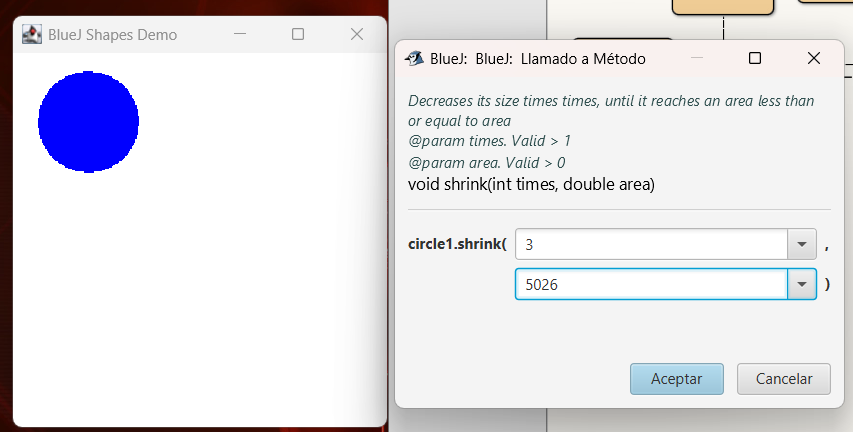 BlueJ Shapes Demo
BlueJ: BlueJ: Llamado a Método
Decreases its size times times, until it reaches an area less than
or equal to area
@param times. Valid > 1
@param area. Valid > 0
void shrink(int times, double area)
circle1.shrink( 3 ,
5026 )
Aceptar Cancelar